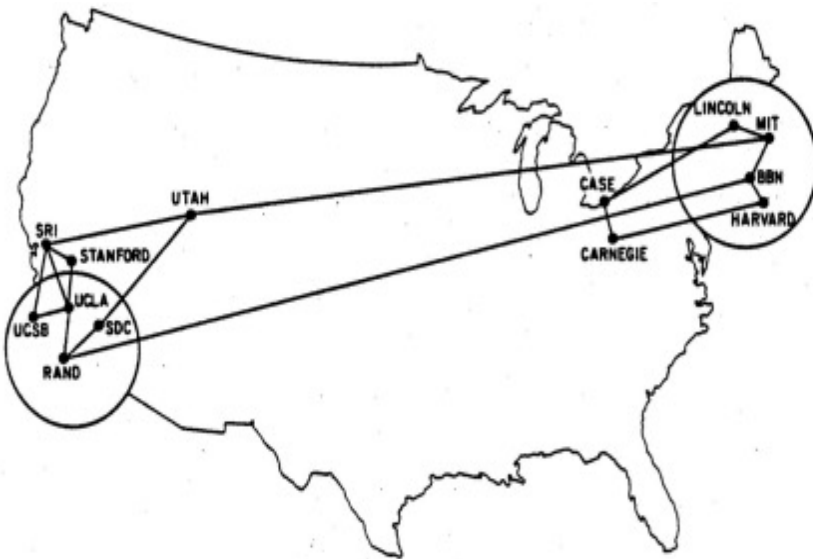 LINCOLN
MIT
BBN
CASE
HARVARD
UTAH
SRI
STANFORD
CARNEGIE
UCLA
UCSB
SDC
RAND